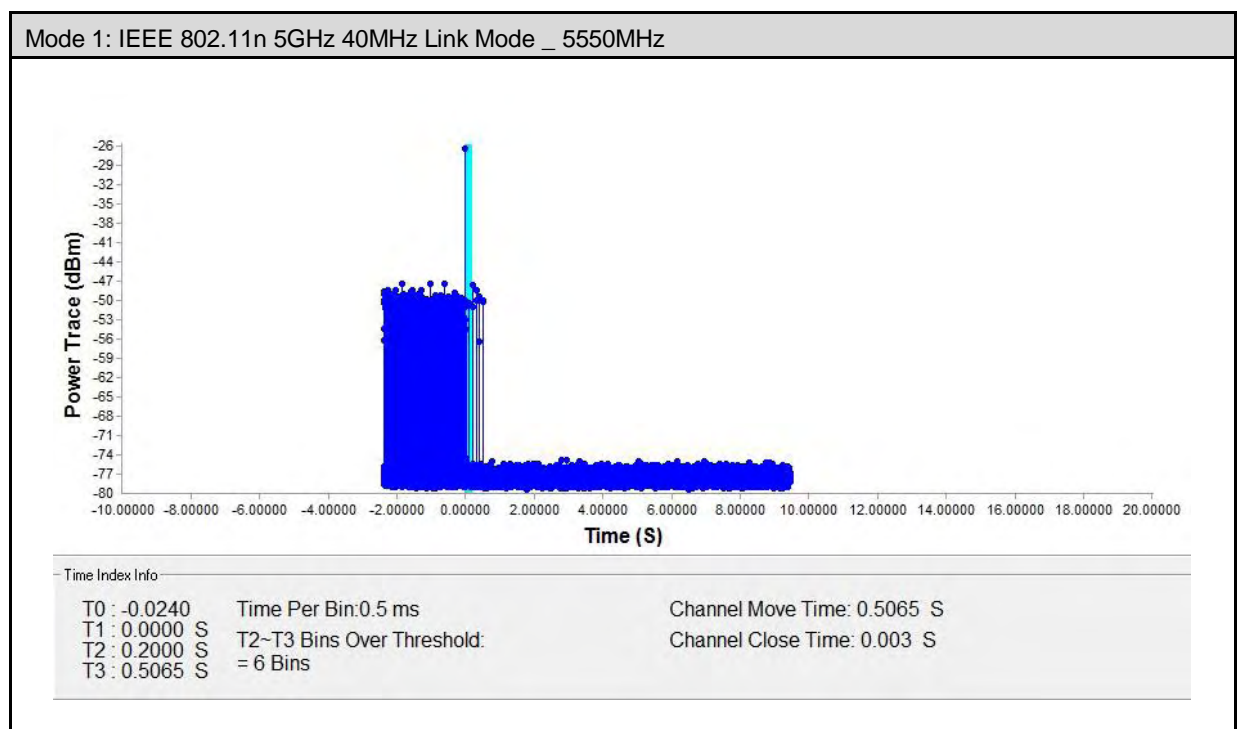 Mode 1: IEEE 802.11n 5GHz 40MHz Link Mode _ 5550MHz
Power Trace (dBm)
-26
-29
-32
-35
-38
-41
-44
-47
-50
-53
-56
-59
-62
-65
-68
-71
-74
-77
-80
-10.00000 -8.00000 -6.00000 -4.00000 -2.00000 0.00000 2.00000 4.00000 6.00000 8.00000 10.00000 12.00000 14.00000 16.00000 18.00000 20.00000
Time (S)
Time Index Info
T0 : -0.0240
T1 : 0.0000 S
T2 : 0.2000 S
T3 : 0.5065 S
Time Per Bin:0.5 ms
T2~T3 Bins Over Threshold:
= 6 Bins
Channel Move Time: 0.5065 S
Channel Close Time: 0.003 S